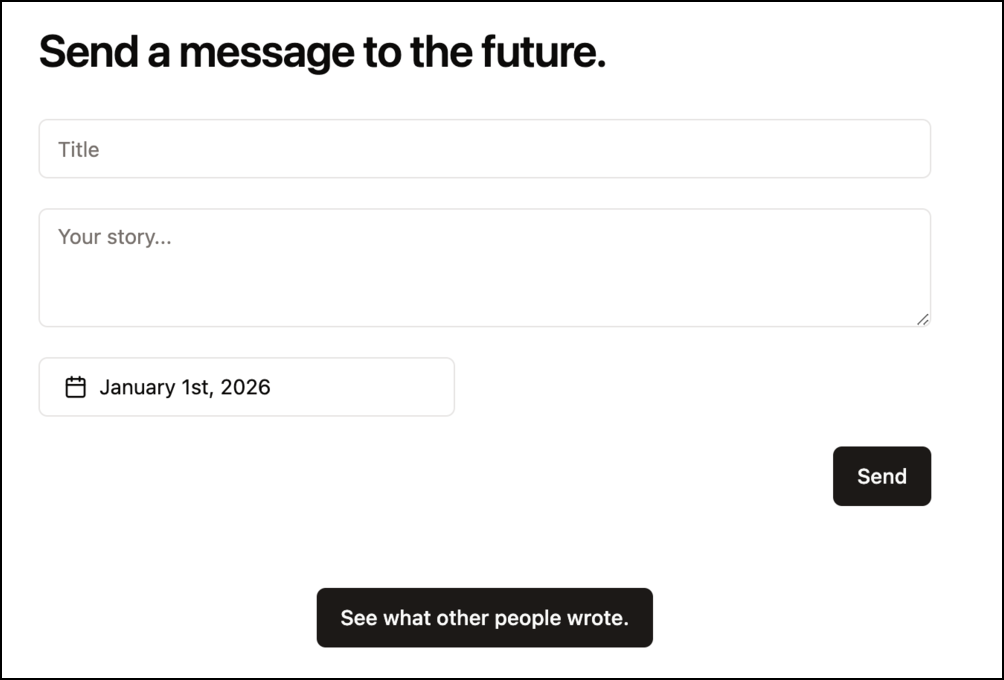 Send a message to the future.
Title
Your story...
January 1st, 2026
Send
See what other people wrote.